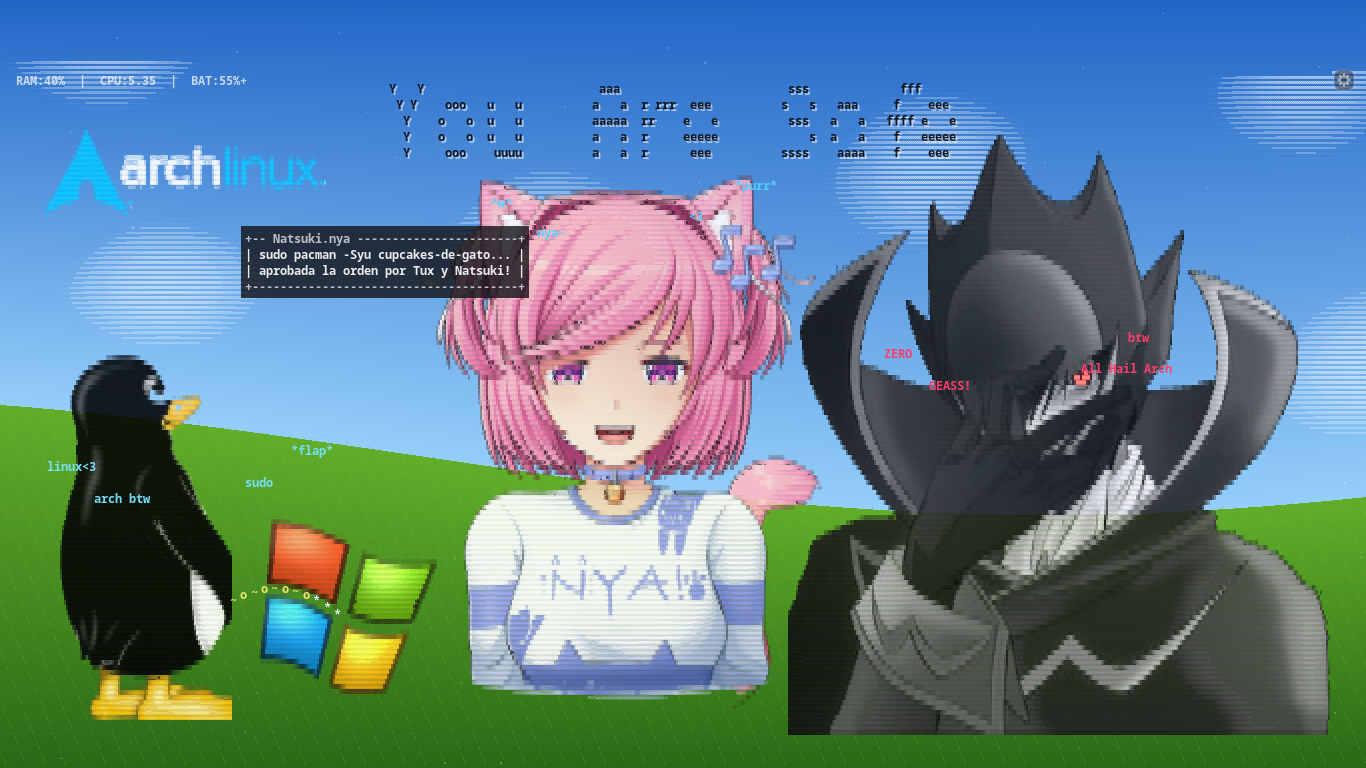 RAM:40% | CPU:5.35 | BAT:55%+
You are safe
archlinux
*purr*
nya~
<3
+-- Natsuki.nya -----------------------+
| sudo pacman -Syu cupcakes-de-gato... |
| aprobada la orden por Tux y Natsuki! |
+--------------------------------------+
btw
ZERO
All Hail Arch
GEASS!
*flap*
linux<3
sudo
arch btw
NYA!
~o~o~o~o***